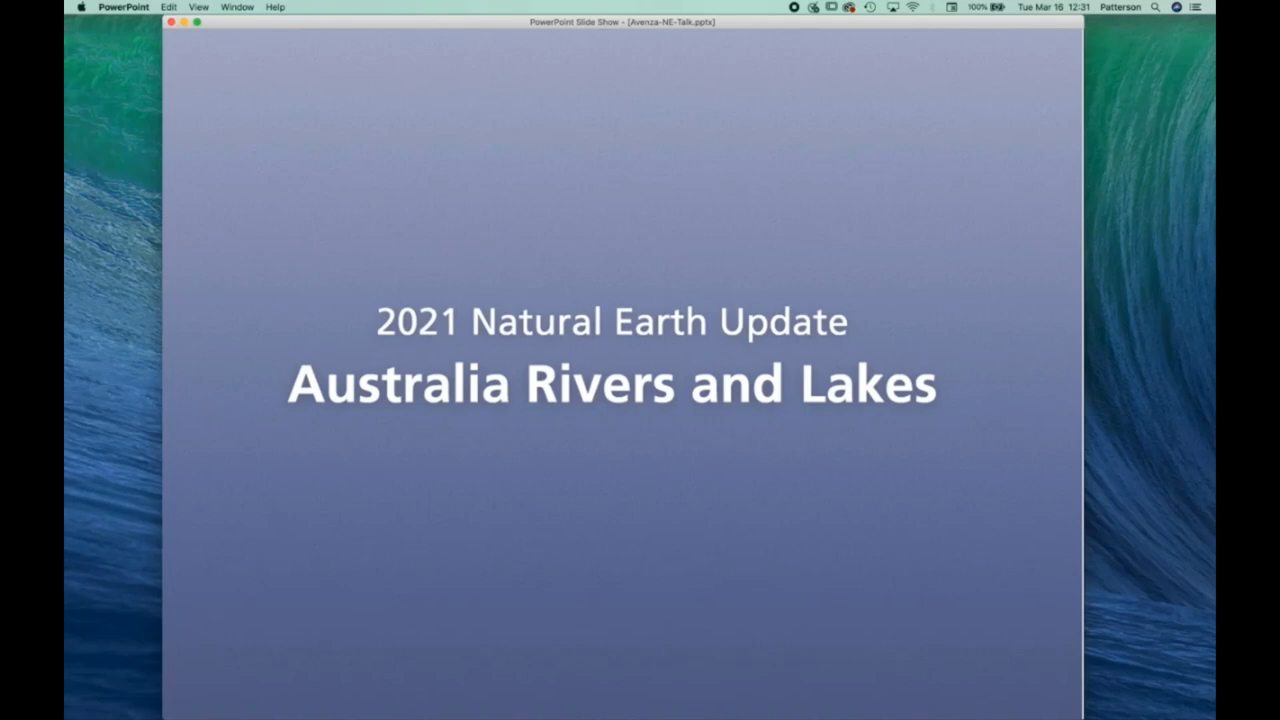 PowerPoint Edit View Window Help 100% Tue Mar 16 12:31 Patterson
PowerPoint Slide Show - [Avenza-NE-Talk.pptx]
2021 Natural Earth Update
Australia Rivers and Lakes